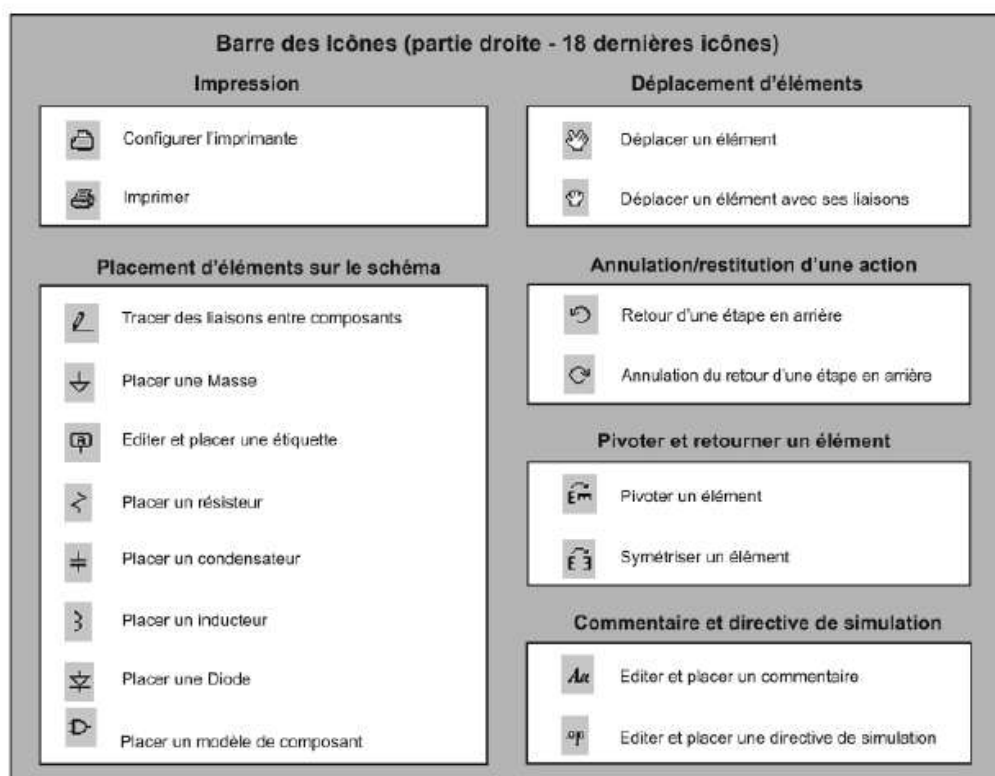 Barre des Icônes (partie droite - 18 dernières icônes)
Impression
Configurer l'imprimante
Imprimer
Placement d'éléments sur le schéma
Tracer des liaisons entre composants
Placer une Masse
Editer et placer une étiquette
Placer un résisteur
Placer un condensateur
Placer un inducteur
Placer une Diode
Placer un modèle de composant
Déplacement d'éléments
Déplacer un élément
Déplacer un élément avec ses liaisons
Annulation/restitution d'une action
Retour d'une étape en arrière
Annulation du retour d'une étape en arrière
Pivoter et retourner un élément
Pivoter un élément
Symétriser un élément
Commentaire et directive de simulation
Aa Editer et placer un commentaire
.op Editer et placer une directive de simulation